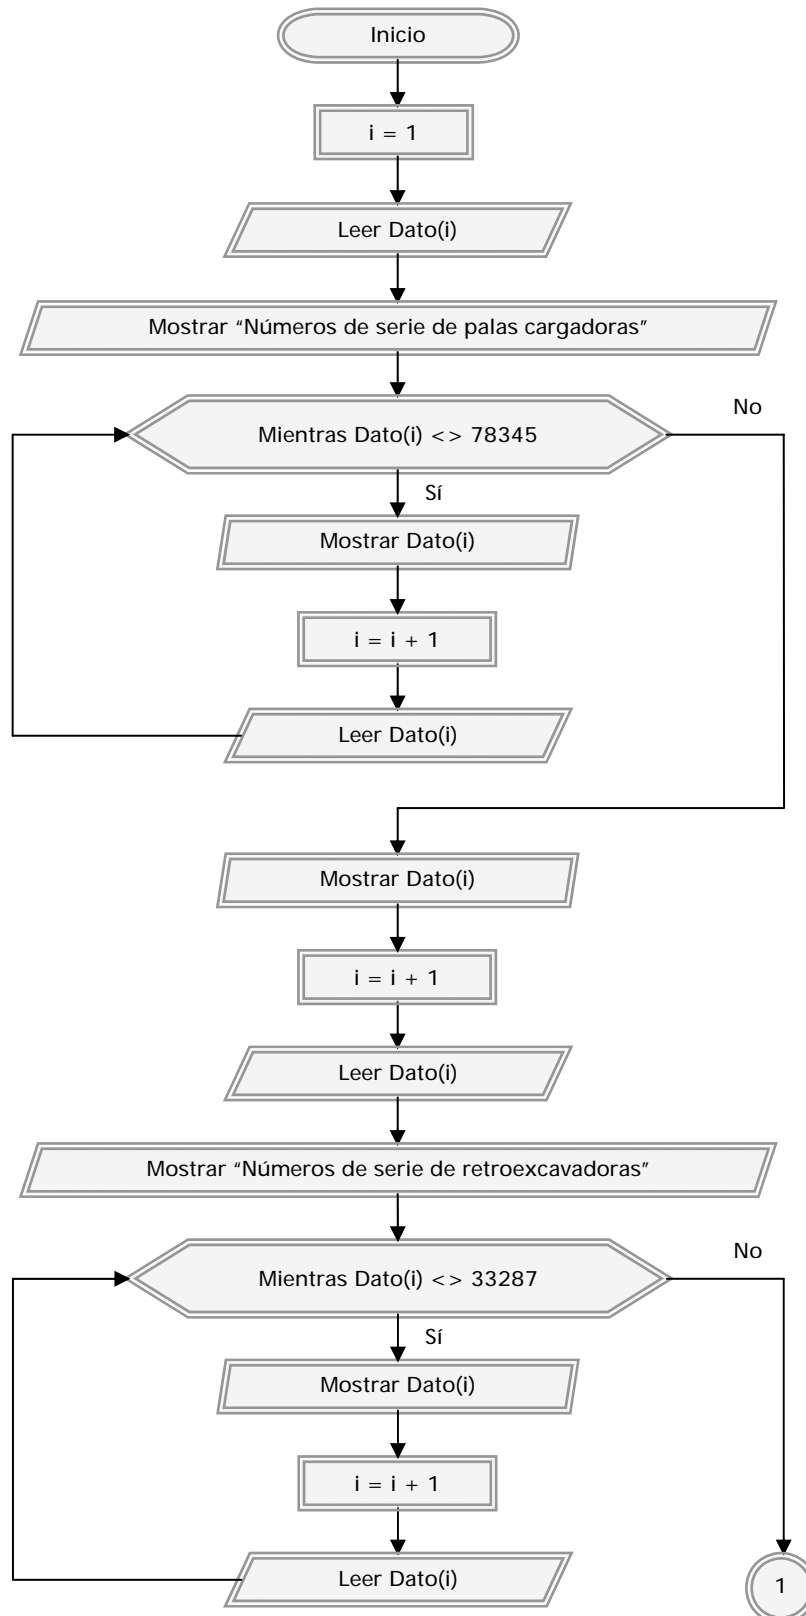 Inicio
i = 1
Leer Dato(i)
Mostrar “Números de serie de palas cargadoras”
Mientras Dato(i) <> 78345
No
Sí
Mostrar Dato(i)
i = i + 1
Leer Dato(i)
Mostrar Dato(i)
i = i + 1
Leer Dato(i)
Mostrar “Números de serie de retroexcavadoras”
Mientras Dato(i) <> 33287
No
Sí
Mostrar Dato(i)
i = i + 1
Leer Dato(i)
1